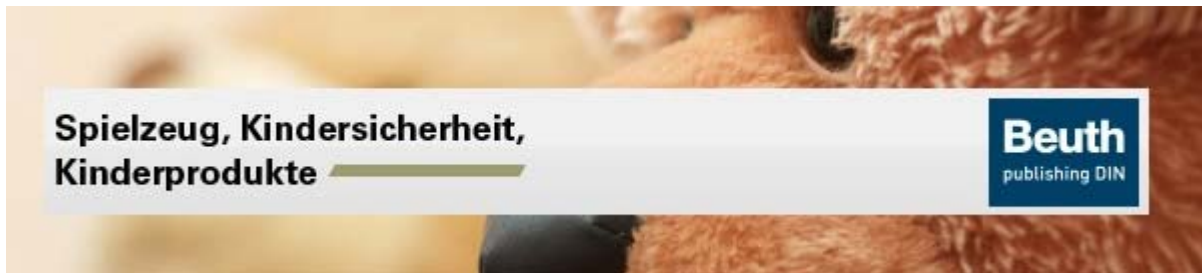 Spielzeug, Kindersicherheit,
Kinderprodukte
Beuth
publishing DIN